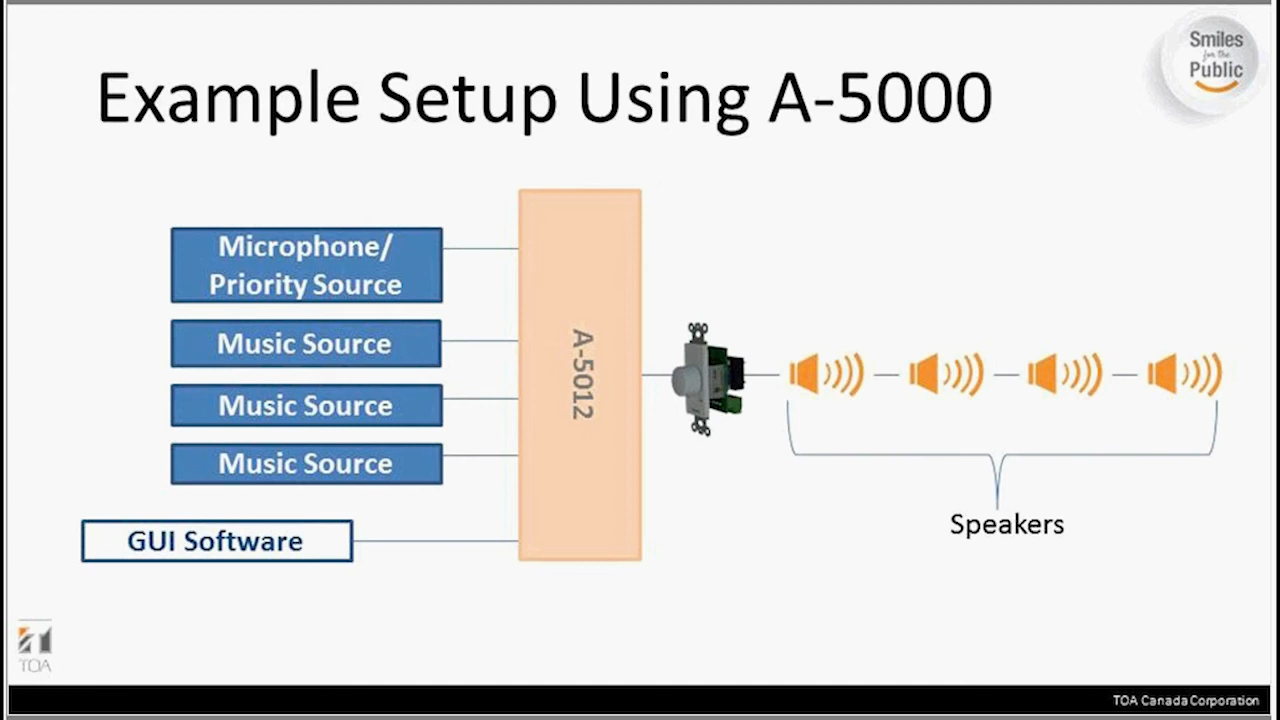 Smiles
for the
Public
Example Setup Using A-5000
Microphone/
Priority Source
Music Source
Music Source
Music Source
GUI Software
A-5012
Speakers
TOA
TOA Canada Corporation